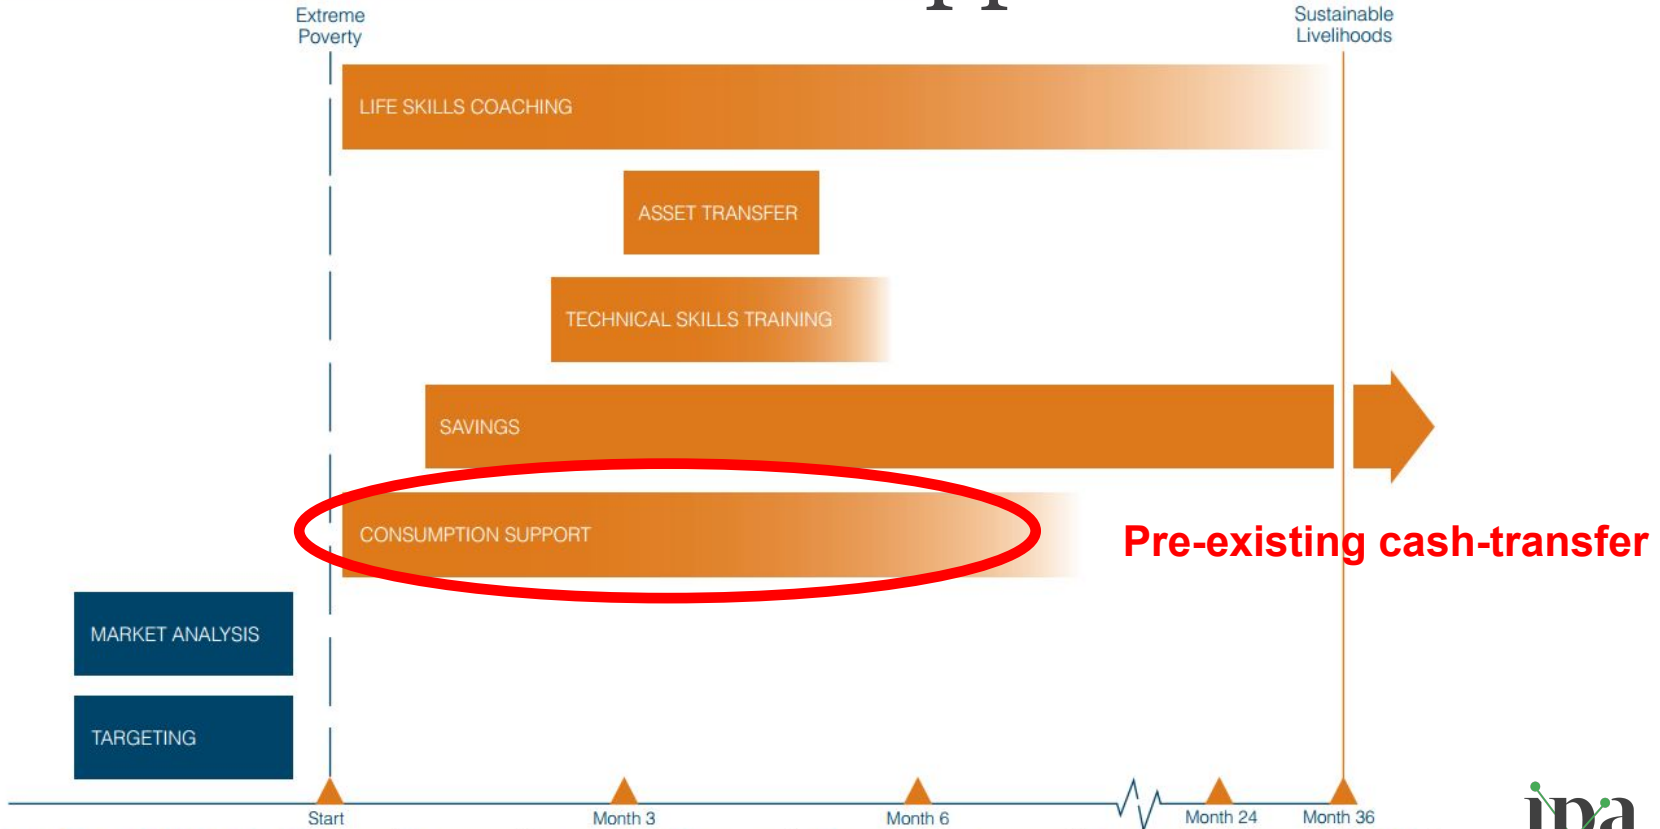 Extreme
Poverty
Sustainable
Livelihoods
LIFE SKILLS COACHING
ASSET TRANSFER
TECHNICAL SKILLS TRAINING
SAVINGS
CONSUMPTION SUPPORT
Pre-existing cash-transfer
MARKET ANALYSIS
TARGETING
Start
Month 3
Month 6
Month 24
Month 36
ipa